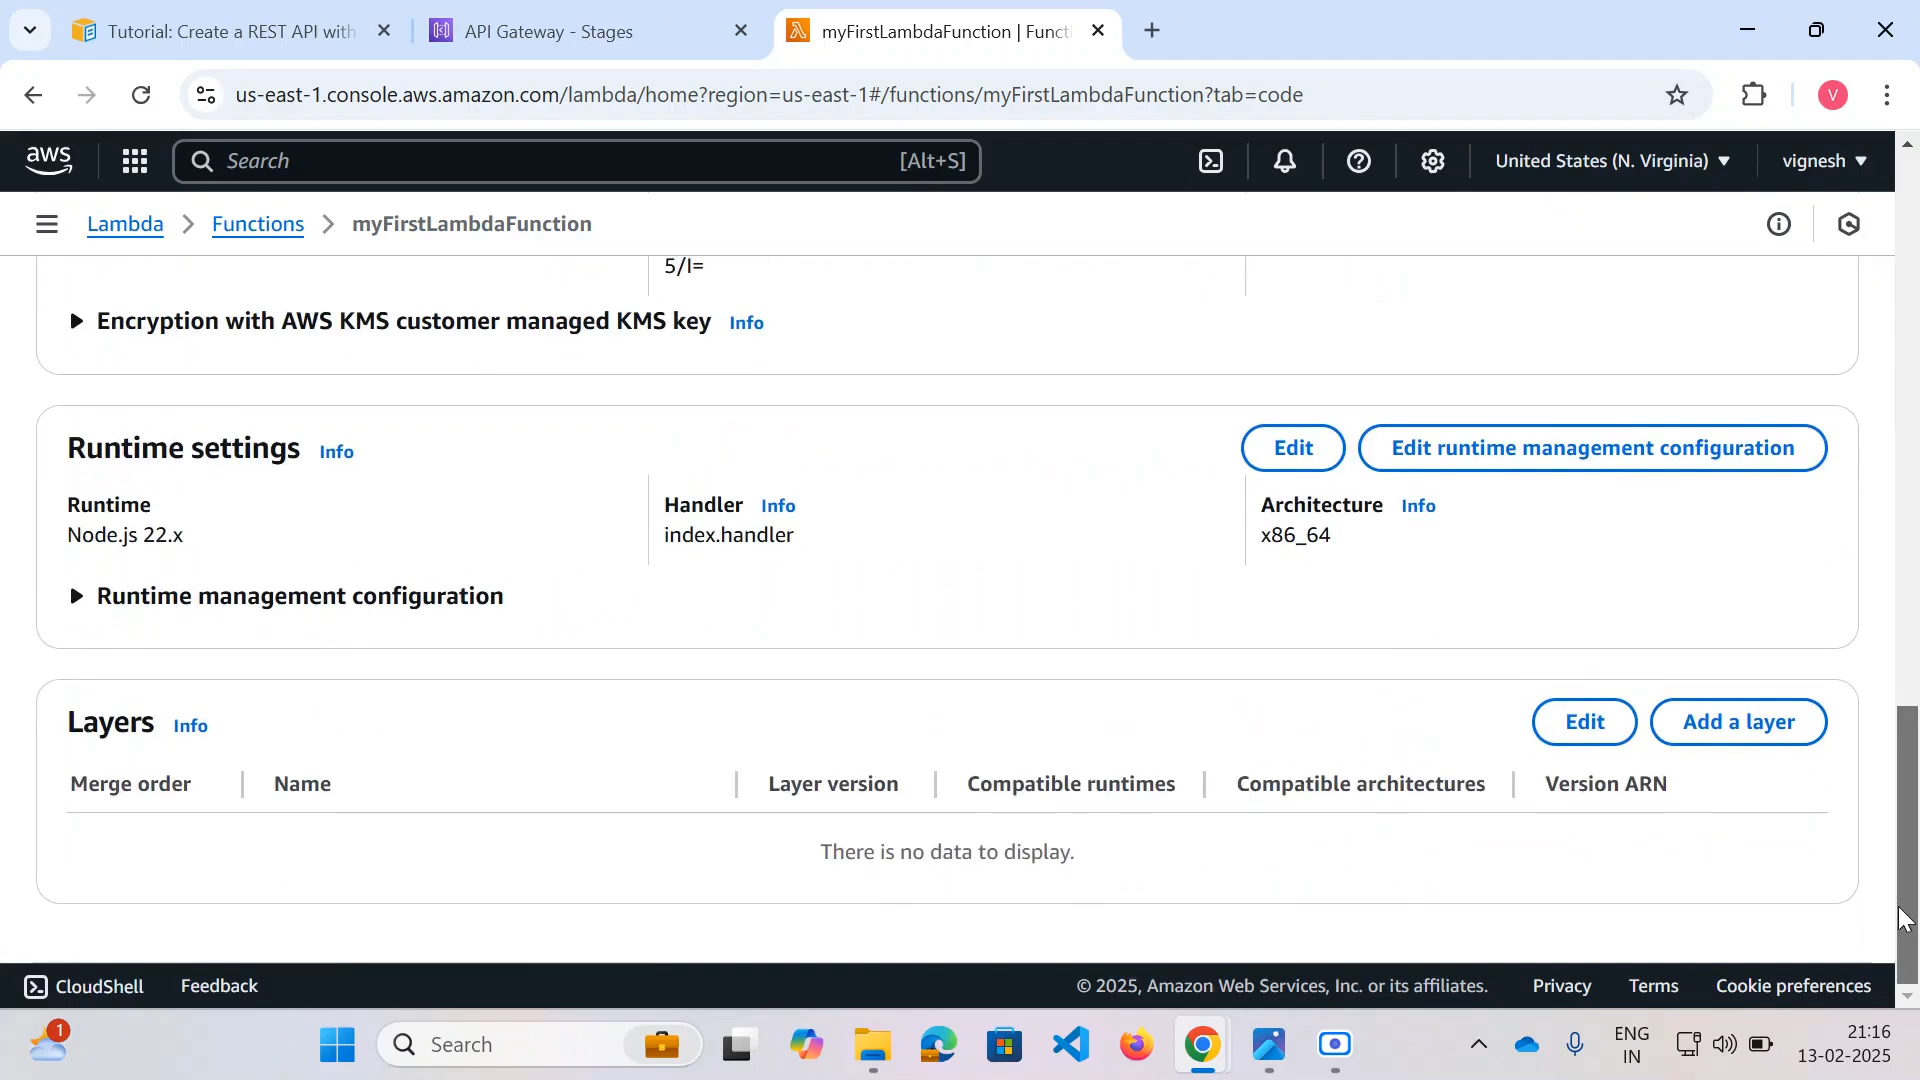 Tutorial: Create a REST API with
API Gateway - Stages
myFirstLambdaFunction | Functi
us-east-1.console.aws.amazon.com/lambda/home?region=us-east-1#/functions/myFirstLambdaFunction?tab=code
V
aws
Search
[Alt+S]
United States (N. Virginia)
vignesh
Lambda
Functions
myFirstLambdaFunction
5/I=
Encryption with AWS KMS customer managed KMS key Info
Runtime settings Info
Edit
Edit runtime management configuration
Runtime
Handler Info
Architecture Info
Node.js 22.x
index.handler
x86_64
Runtime management configuration
Layers Info
Edit
Add a layer
Merge order
Name
Layer version
Compatible runtimes
Compatible architectures
Version ARN
There is no data to display.
CloudShell
Feedback
© 2025, Amazon Web Services, Inc. or its affiliates.
Privacy
Terms
Cookie preferences
1
Search
ENG
IN
21:16
13-02-2025